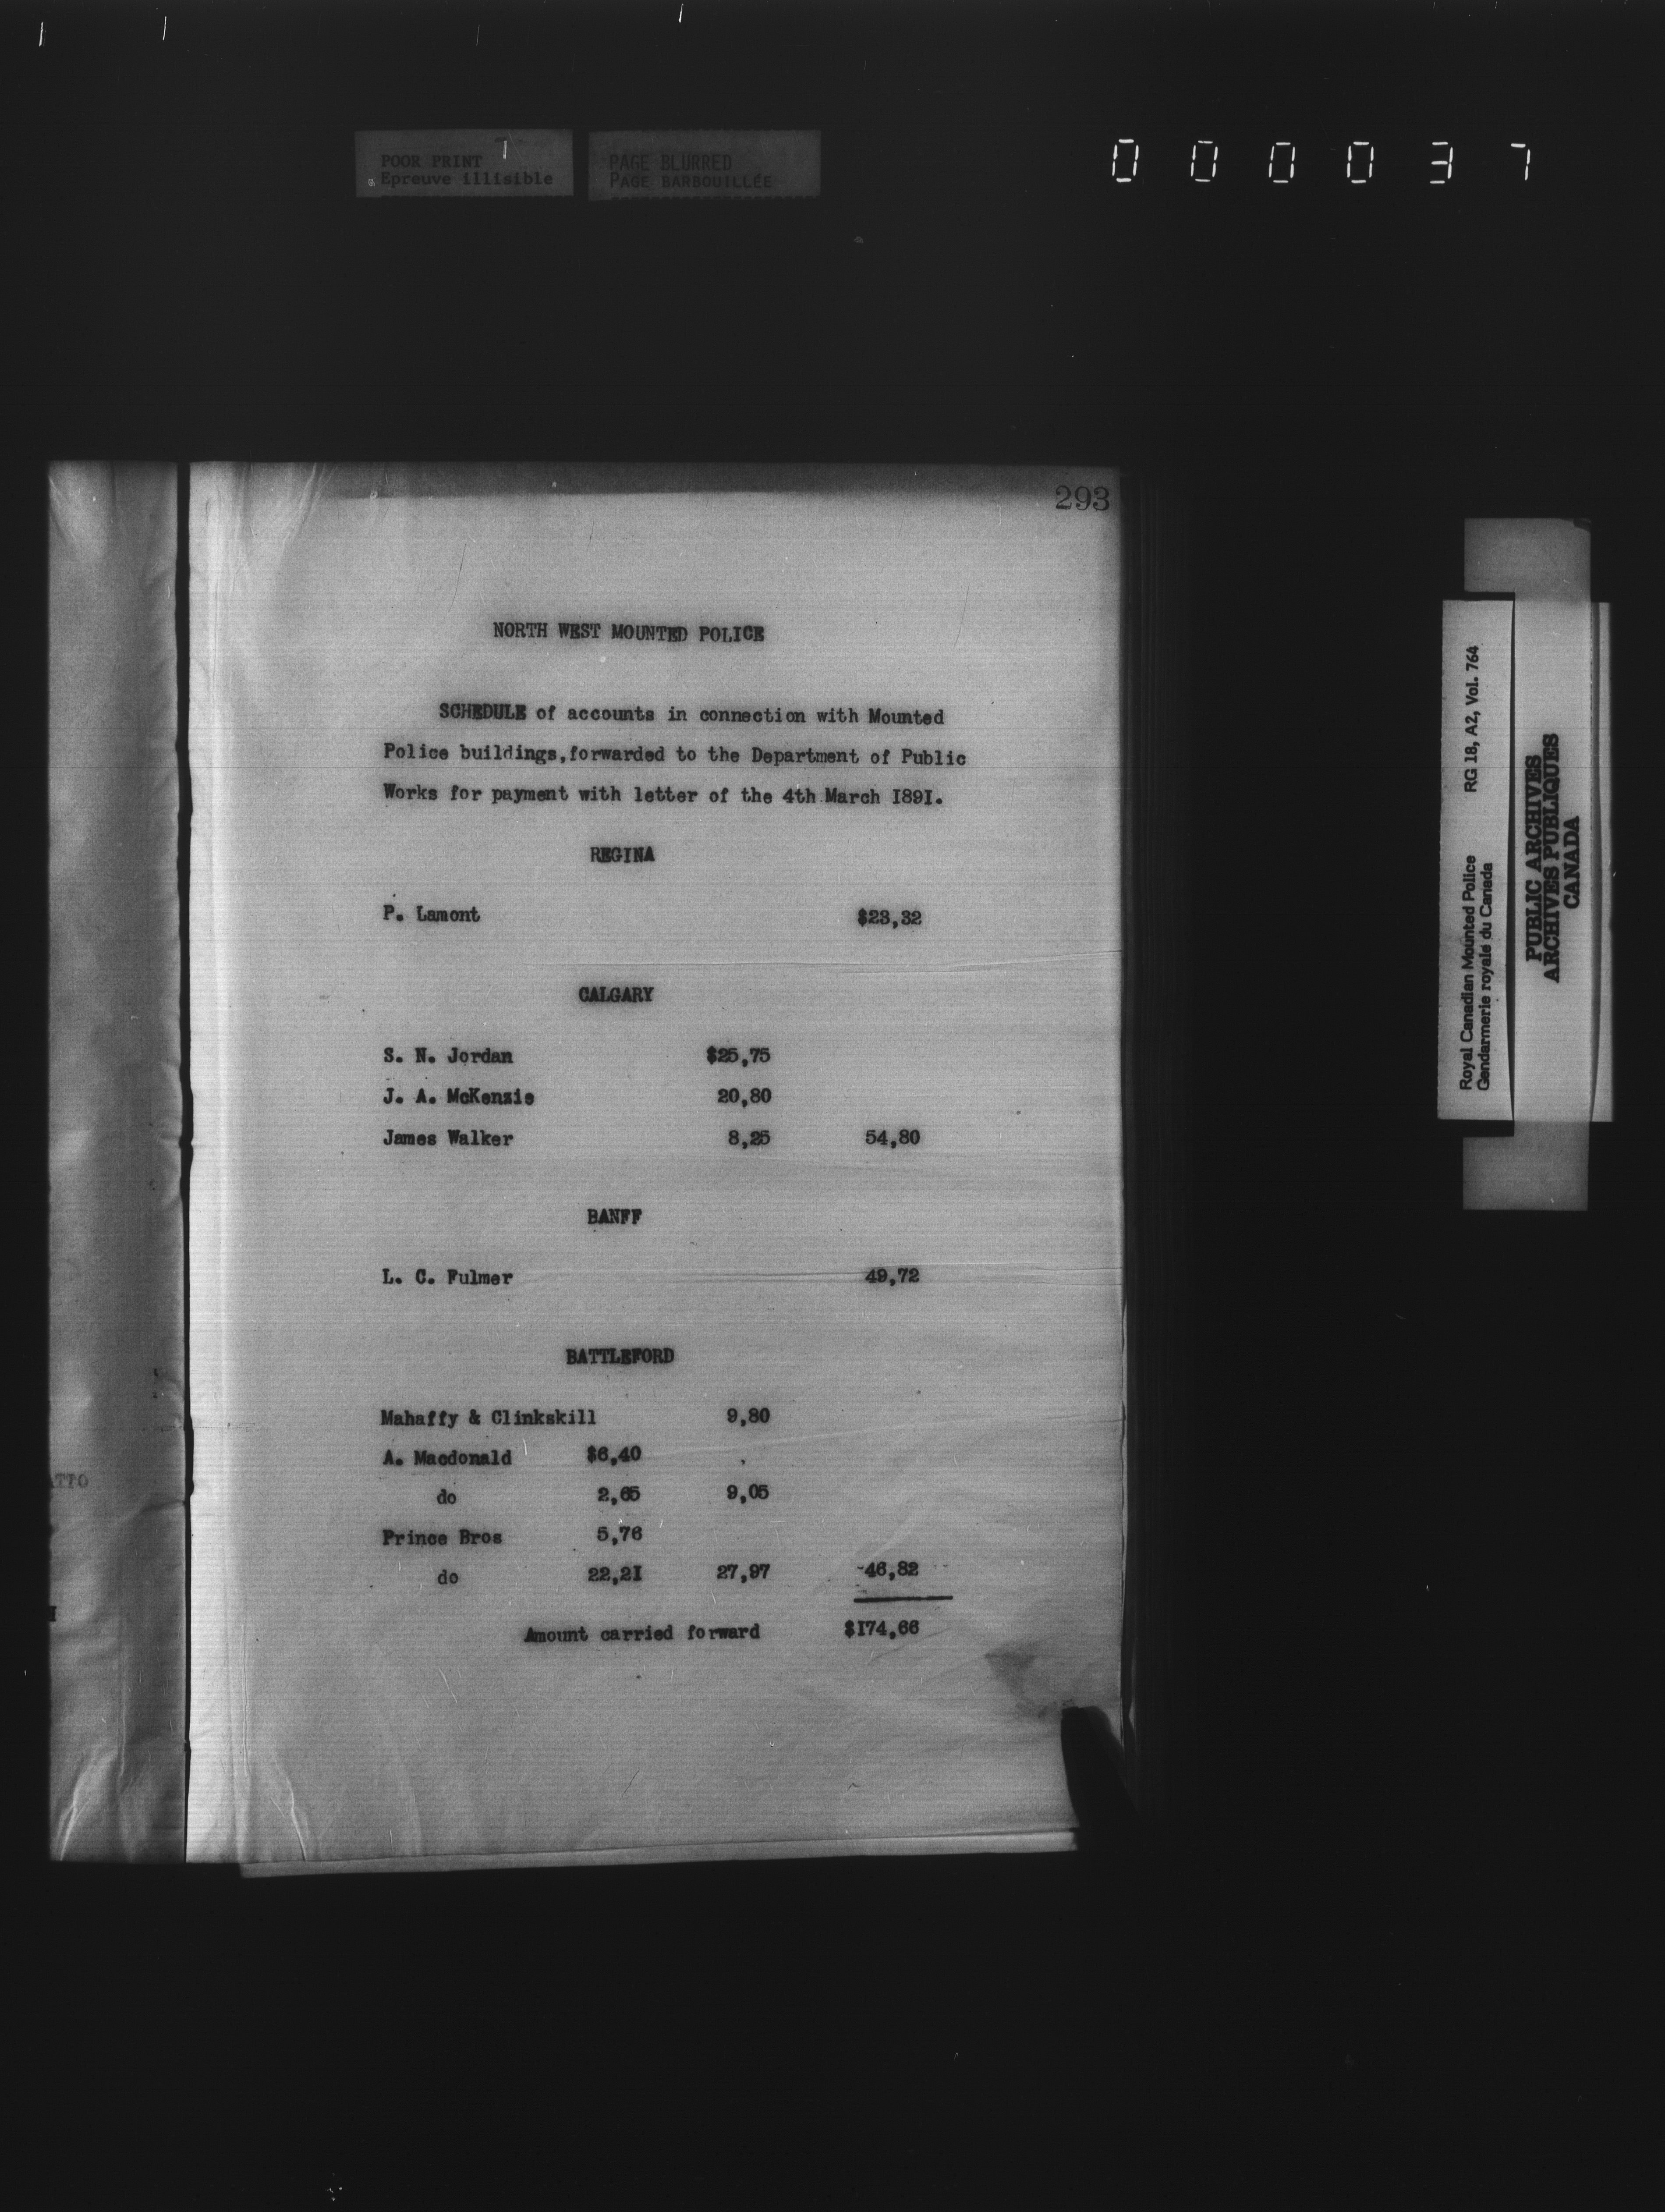 POOR PRINT
Epreuve illisible
PAGE BLURRED
PAGE BARBOUILLÉE
000037
293
NORTH WEST MOUNTED POLICE
SCHEDULE of accounts in connection with Mounted
Police buildings,forwarded to the Department of Public
Works for payment with letter of the 4th March I89I.
REGINA
P. Lamont $23,32
CALGARY
S. N. Jordan $25,75
J. A. McKenzie 20,80
James Walker 8,25 54,80
BANFF
L. C. Fulmer 49,72
BATTLEFORD
Mahaffy & Clinkskill 9,80
A. Macdonald $6,40
do 2,65 9,05
Prince Bros 5,76
do 22,2I 27,97 46,82
Amount carried forward $I74,66
Royal Canadian Mounted Police RG 18, A2, Vol. 764
Gendarmerie royale du Canada
PUBLIC ARCHIVES
ARCHIVES PUBLIQUES
CANADA